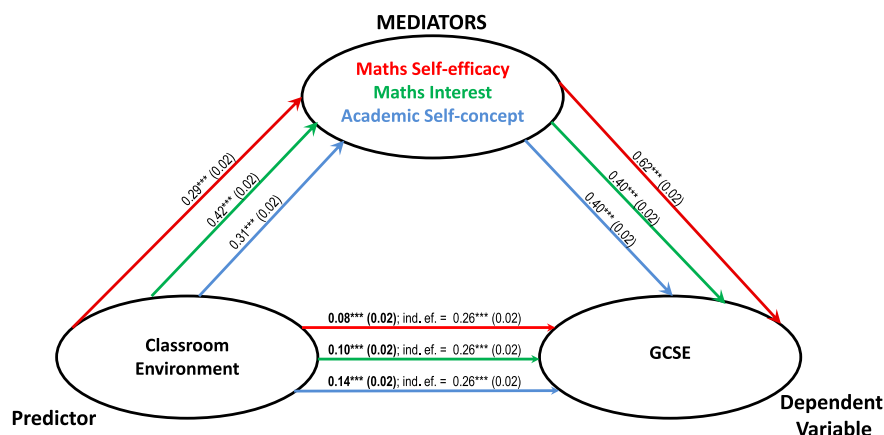 MEDIATORS
Maths Self-efficacy
Maths Interest
Academic Self-concept
0.29*** (0.02)
0.42*** (0.02)
0.31*** (0.02)
0.62*** (0.02)
0.40*** (0.02)
0.40*** (0.02)
0.08*** (0.02); ind. ef. = 0.26*** (0.02)
0.10*** (0.02); ind. ef. = 0.26*** (0.02)
0.14*** (0.02); ind. ef. = 0.26*** (0.02)
Classroom
Environment
GCSE
Predictor
Dependent
Variable